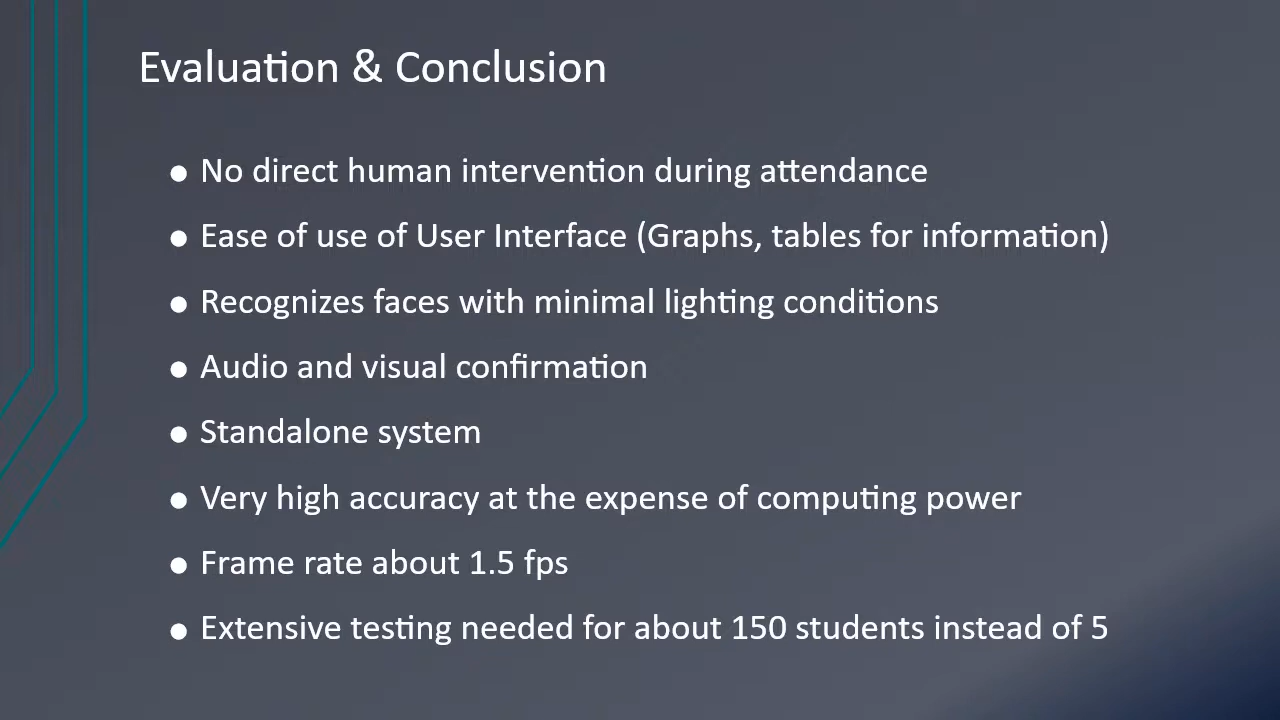 Evaluation & Conclusion
● No direct human intervention during attendance
● Ease of use of User Interface (Graphs, tables for information)
● Recognizes faces with minimal lighting conditions
● Audio and visual confirmation
● Standalone system
● Very high accuracy at the expense of computing power
● Frame rate about 1.5 fps
● Extensive testing needed for about 150 students instead of 5